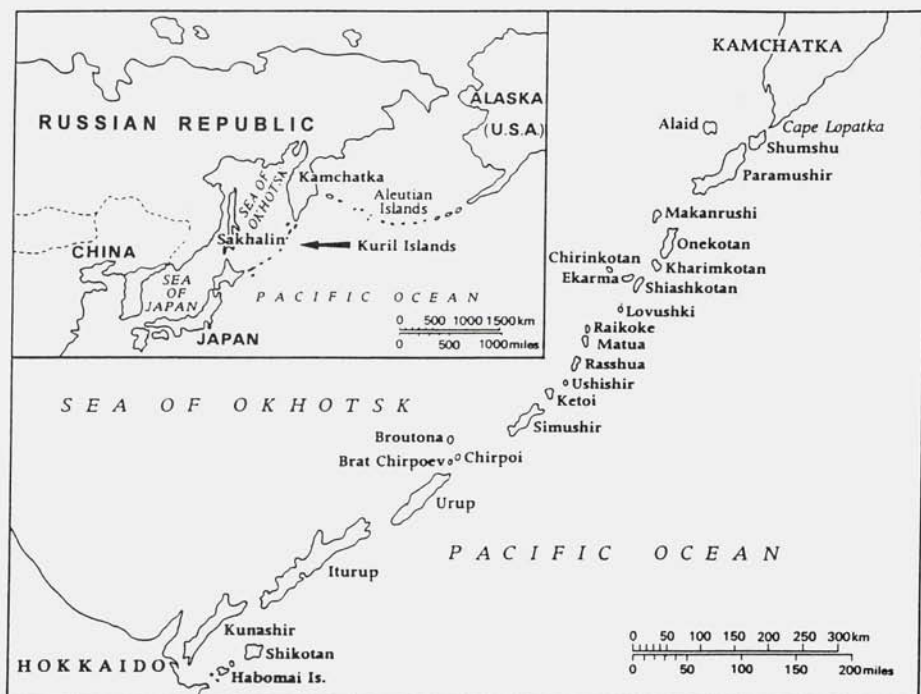 RUSSIAN REPUBLIC
ALASKA
(U.S.A.)
SEA OF
OKHOTSK
Kamchatka
Aleutian
Islands
Sakhalin
Kuril Islands
CHINA
SEA
OF
JAPAN
JAPAN
PACIFIC OCEAN
0 500 1000 1500 km
0 500 1000 miles
KAMCHATKA
Alaid
Cape Lopatka
Shumshu
Paramushir
Makanrushi
Onekotan
Chirinkotan
Kharimkotan
Ekarma
Shiashkotan
Lovushki
Raikoke
Matua
Rasshua
Ushishir
Ketoi
SEA OF OKHOTSK
Simushir
Broutona
Brat Chirpoev
Chirpoi
Urup
PACIFIC OCEAN
Iturup
Kunashir
Shikotan
HOKKAIDO
Habomai Is.
0 50 100 150 200 250 300 km
0 50 100 150 200 miles